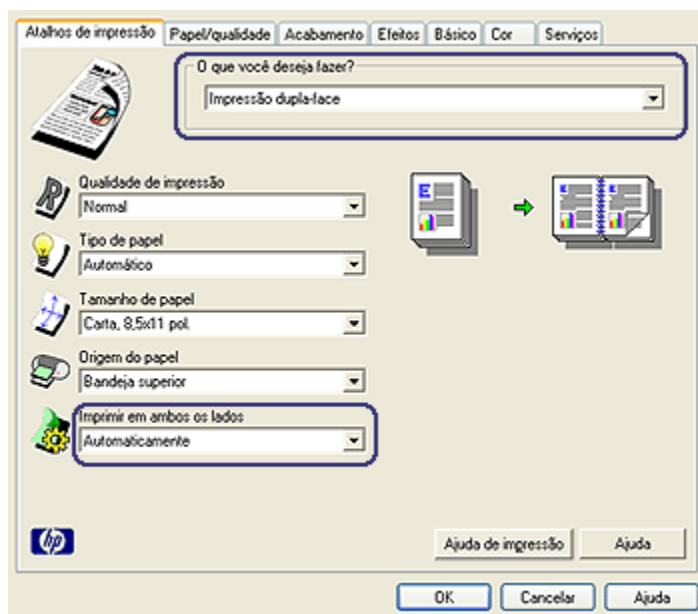 Atalhos de impressão Papel/qualidade Acabamento Efeitos Básico Cor Serviços
O que você deseja fazer?
Impressão dupla-face
Qualidade de impressão
Normal
Tipo de papel
Automático
Tamanho de papel
Carta, 8,5x11 pol.
Origem do papel
Bandeja superior
Imprimir em ambos os lados
Automaticamente
hp
Ajuda de impressão Ajuda
OK Cancelar Ajuda